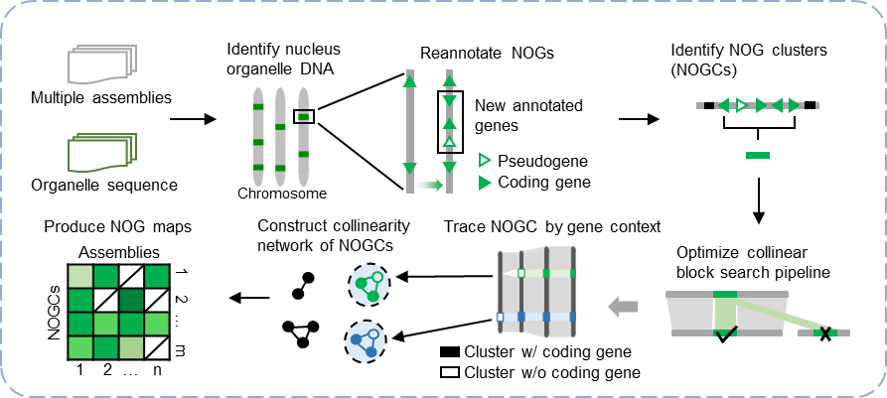 Multiple assemblies
Organelle sequence
Identify nucleus
organelle DNA
Chromosome
Reannotate NOGs
New annotated
genes
Pseudogene
Coding gene
Identify NOG clusters
(NOGCs)
Optimize collinear
block search pipeline
Trace NOGC by gene context
Cluster w/ coding gene
Cluster w/o coding gene
Construct collinearity
network of NOGCs
Produce NOG maps
Assemblies
NOGCs
1
2
...
m
1 2 ... n